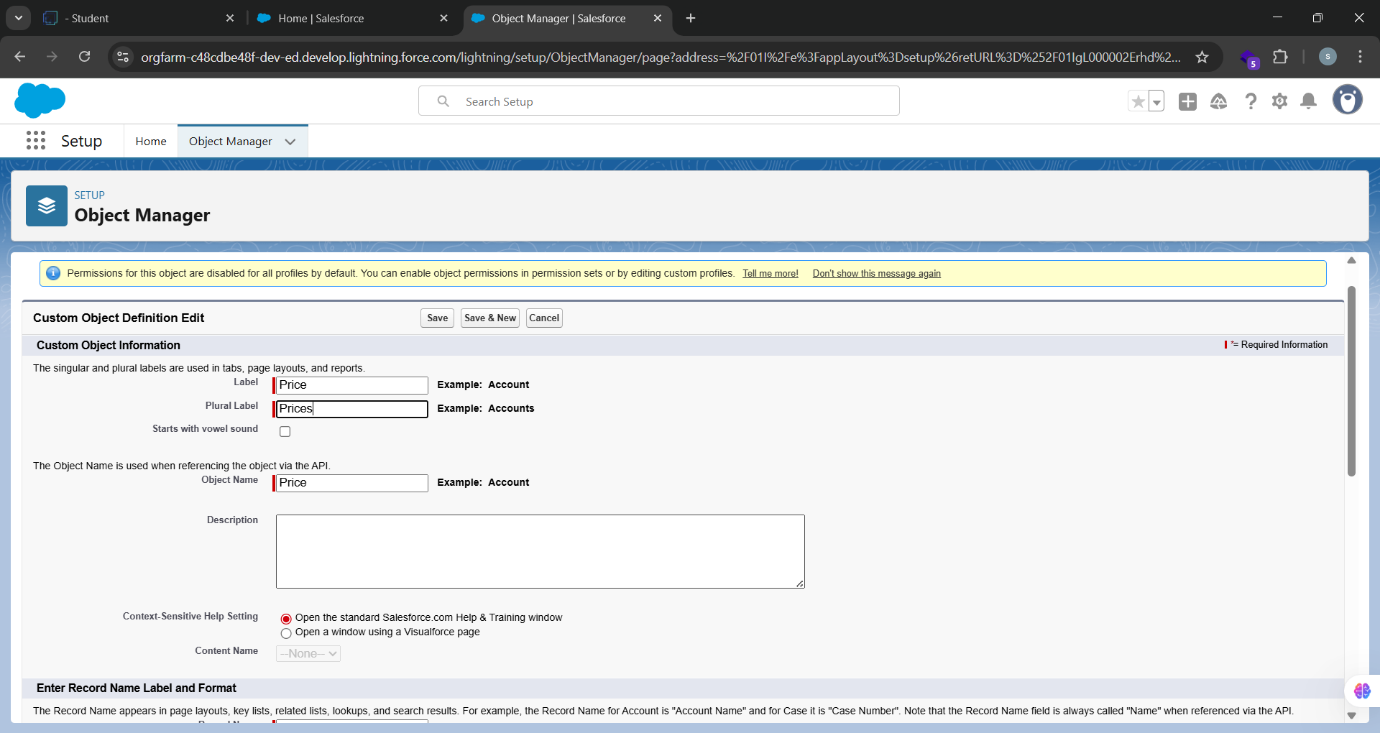 - Student
Home | Salesforce
Object Manager | Salesforce
orgfarm-c48cdbe48f-dev-ed.develop.lightning.force.com/lightning/setup/ObjectManager/page?address=%2F01I%2Fe%3FappLayout%3Dsetup%26retURL%3D%252F01IgL000002Erhd%2...
5
S
Search Setup
Setup
Home
Object Manager
SETUP
Object Manager
Permissions for this object are disabled for all profiles by default. You can enable object permissions in permission sets or by editing custom profiles. Tell me more! Don't show this message again
Custom Object Definition Edit
Save
Save & New
Cancel
Custom Object Information
= Required Information
The singular and plural labels are used in tabs, page layouts, and reports.
Label Price Example: Account
Plural Label Prices Example: Accounts
Starts with vowel sound
The Object Name is used when referencing the object via the API.
Object Name Price Example: Account
Description
Context-Sensitive Help Setting Open the standard Salesforce.com Help & Training window
Open a window using a Visualforce page
Content Name --None--
Enter Record Name Label and Format
The Record Name appears in page layouts, key lists, related lists, lookups, and search results. For example, the Record Name for Account is "Account Name" and for Case it is "Case Number". Note that the Record Name field is always called "Name" when referenced via the API.